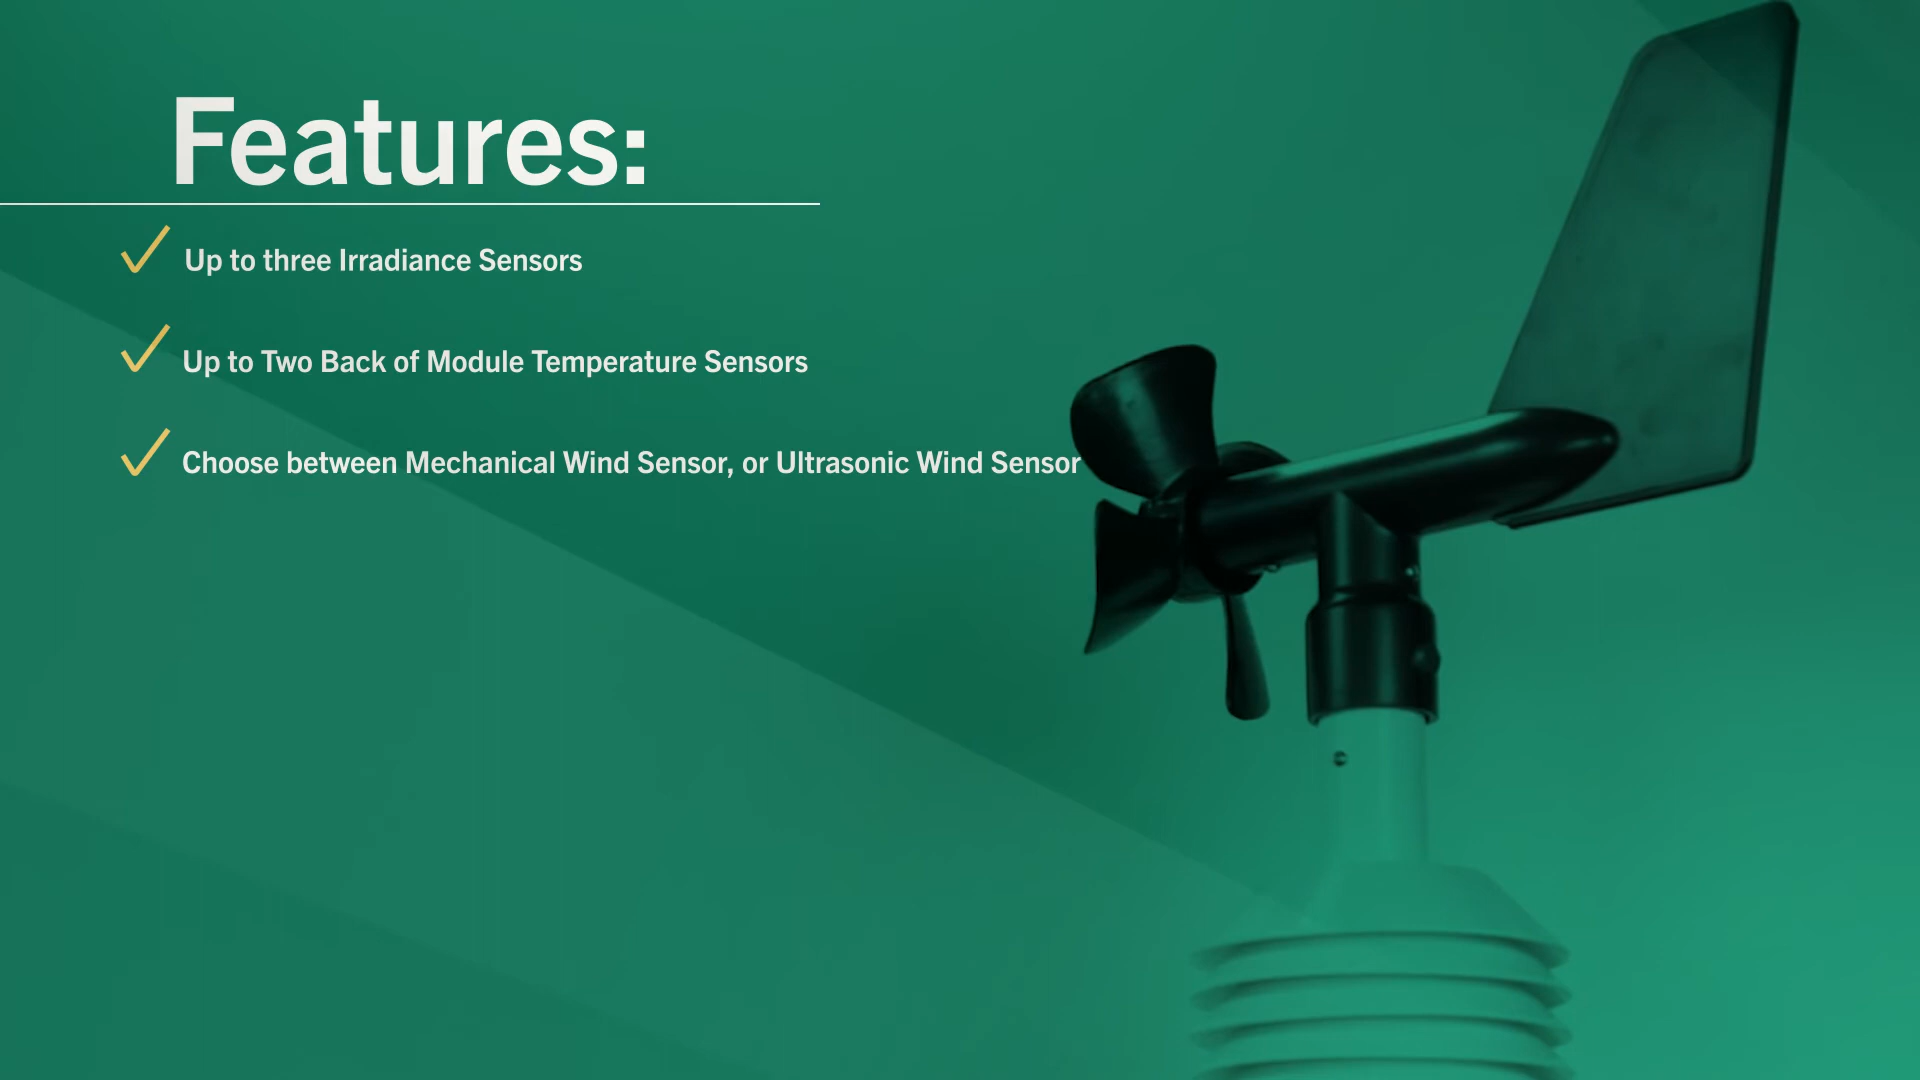 Features:
Up to three Irradiance Sensors
Up to Two Back of Module Temperature Sensors
Choose between Mechanical Wind Sensor, or Ultrasonic Wind Sensor